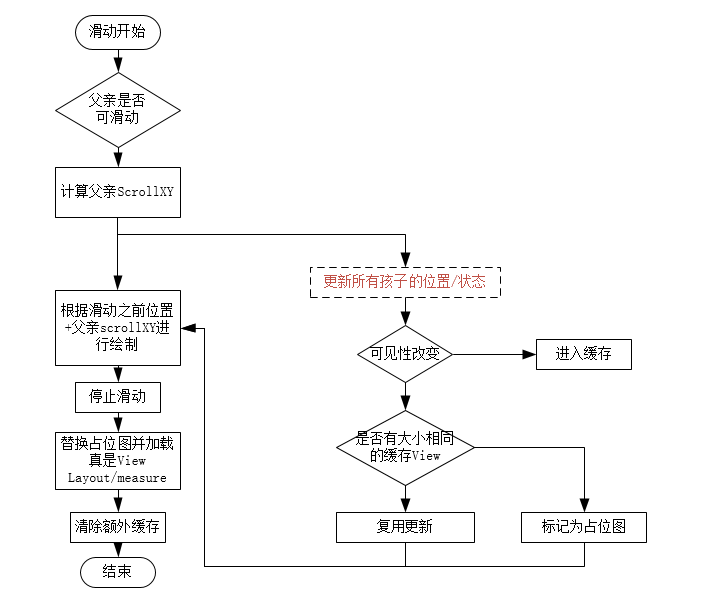 滑动开始
父亲是否
可滑动
计算父亲ScrollXY
更新所有孩子的位置/状态
根据滑动之前位置
+父亲scrollXY进
行绘制
可见性改变
进入缓存
停止滑动
是否有大小相同
的缓存View
替换占位图并加载
真是View
Layout/measure
清除额外缓存
复用更新
标记为占位图
结束